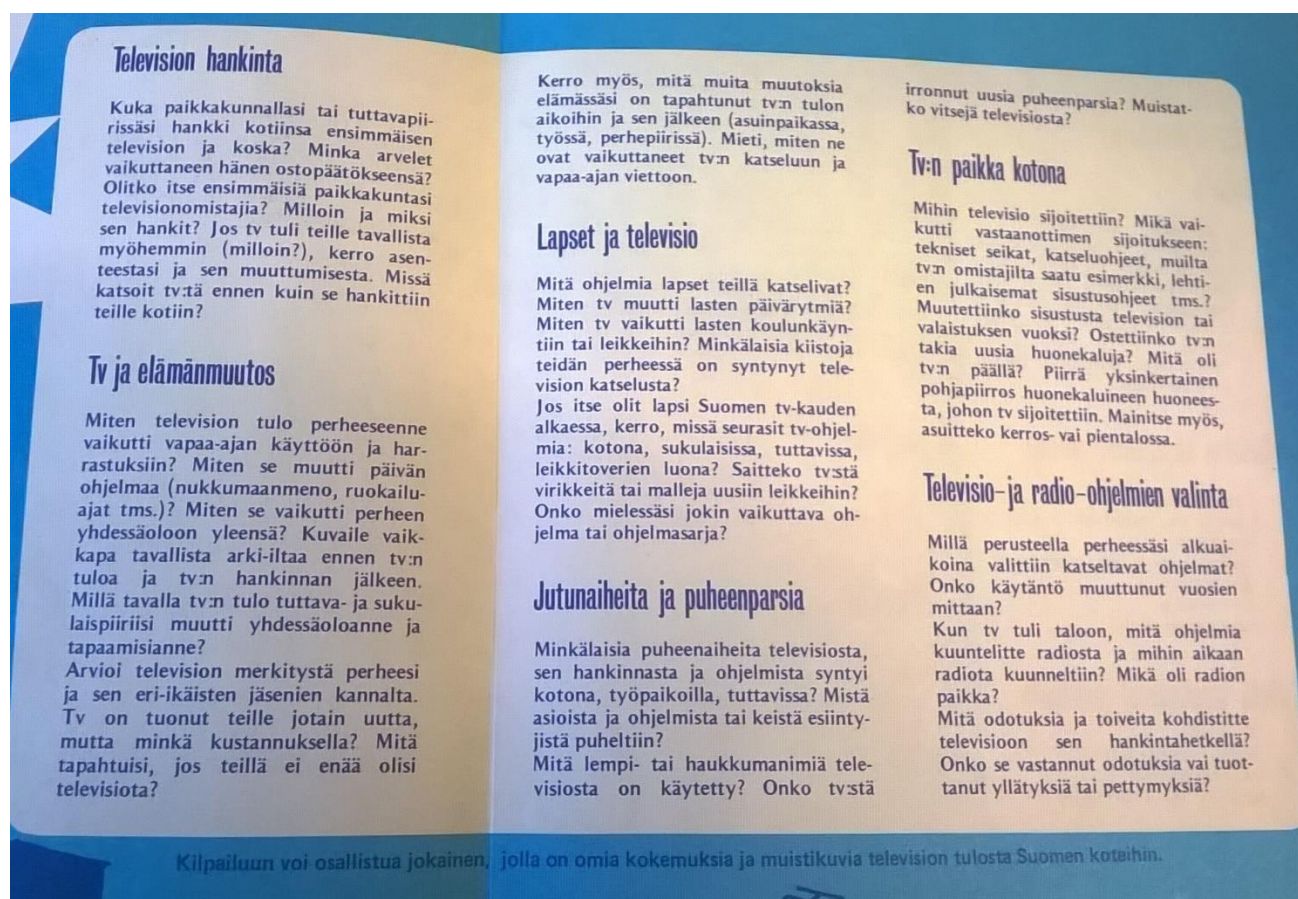 Television hankinta
Kuka paikkakunnallasi tai tuttavapii-
rissäsi hankki kotiinsa ensimmäisen
television ja koska? Minka arvelet
vaikuttaneen hänen ostopäätökseensä?
Olitko itse ensimmäisiä paikkakuntasi
televisionomistajia? Milloin ja miksi
sen hankit? Jos tv tuli teille tavallista
myöhemmin (milloin?), kerro asen-
teestasi ja sen muuttumisesta. Missä
katsoit tv:tä ennen kuin se hankittiin
teille kotiin?
Tv ja elämänmuutos
Miten television tulo perheeseenne
vaikutti vapaa-ajan käyttöön ja har-
rastuksiin? Miten se muutti päivän
ohjelmaa (nukkumaanmeno, ruokailu-
ajat tms.)? Miten se vaikutti perheen
yhdessäoloon yleensä? Kuvaile vaik-
kapa tavallista arki-iltaa ennen tv:n
tuloa ja tv:n hankinnan jälkeen.
Millä tavalla tv:n tulo tuttava- ja suku-
laispiiriisi muutti yhdessäoloanne ja
tapaamisianne?
Arvioi television merkitystä perheesi
ja sen eri-ikäisten jäsenien kannalta.
Tv on tuonut teille jotain uutta,
mutta minkä kustannuksella? Mitä
tapahtuisi, jos teillä ei enää olisi
televisiota?
Kerro myös, mitä muita muutoksia
elämässäsi on tapahtunut tv:n tulon
aikoihin ja sen jälkeen (asuinpaikassa,
työssä, perhepiirissä). Mieti, miten ne
ovat vaikuttaneet tv:n katseluun ja
vapaa-ajan viettoon.
Lapset ja televisio
Mitä ohjelmia lapset teillä katselivat?
Miten tv muutti lasten päivärytmiä?
Miten tv vaikutti lasten koulunkäyn-
tiin tai leikkeihin? Minkälaisia kiistoja
teidän perheessä on syntynyt tele-
vision katselusta?
Jos itse olit lapsi Suomen tv-kauden
alkaessa, kerro, missä seurasit tv-ohjel-
mia: kotona, sukulaisissa, tuttavissa,
leikkitoverien luona? Saitteko tv:stä
virikkeitä tai malleja uusiin leikkeihin?
Onko mielessäsi jokin vaikuttava oh-
jelma tai ohjelmasarja?
Jutunaiheita ja puheenparsia
Minkälaisia puheenaiheita televisiosta,
sen hankinnasta ja ohjelmista syntyi
kotona, työpaikoilla, tuttavissa? Mistä
asioista ja ohjelmista tai keistä esiinty-
jistä puheltiin?
Mitä lempi- tai haukkumanimiä tele-
visiosta on käytetty? Onko tv:stä
irronnut uusia puheenparsia? Muistat-
ko vitsejä televisiosta?
Tv:n paikka kotona
Mihin televisio sijoitettiin? Mikä vai-
kutti vastaanottimen sijoitukseen:
tekniset seikat, katseluohjeet, muilta
tv:n omistajilta saatu esimerkki, lehti-
en julkaisemat sisustusohjeet tms.?
Muutettiinko sisustusta television tai
valaistuksen vuoksi? Ostettiinko tv:n
takia uusia huonekaluja? Mitä oli
tv:n päällä? Piirrä yksinkertainen
pohjapiirros huonekaluineen huonees-
ta, johon tv sijoitettiin. Mainitse myös,
asuitteko kerros- vai pientalossa.
Televisio- ja radio-ohjelmien valinta
Millä perusteella perheessäsi alkuai-
koina valittiin katseltavat ohjelmat?
Onko käytäntö muuttunut vuosien
mittaan?
Kun tv tuli taloon, mitä ohjelmia
kuuntelitte radiosta ja mihin aikaan
radiota kuunneltiin? Mikä oli radion
paikka?
Mitä odotuksia ja toiveita kohdistitte
televisioon sen hankintahetkellä?
Onko se vastannut odotuksia vai tuot-
tanut yllätyksiä tai pettymyksiä?
Kilpailuun voi osallistua jokainen, jolla on omia kokemuksia ja muistikuvia television tulosta Suomen koteihin.